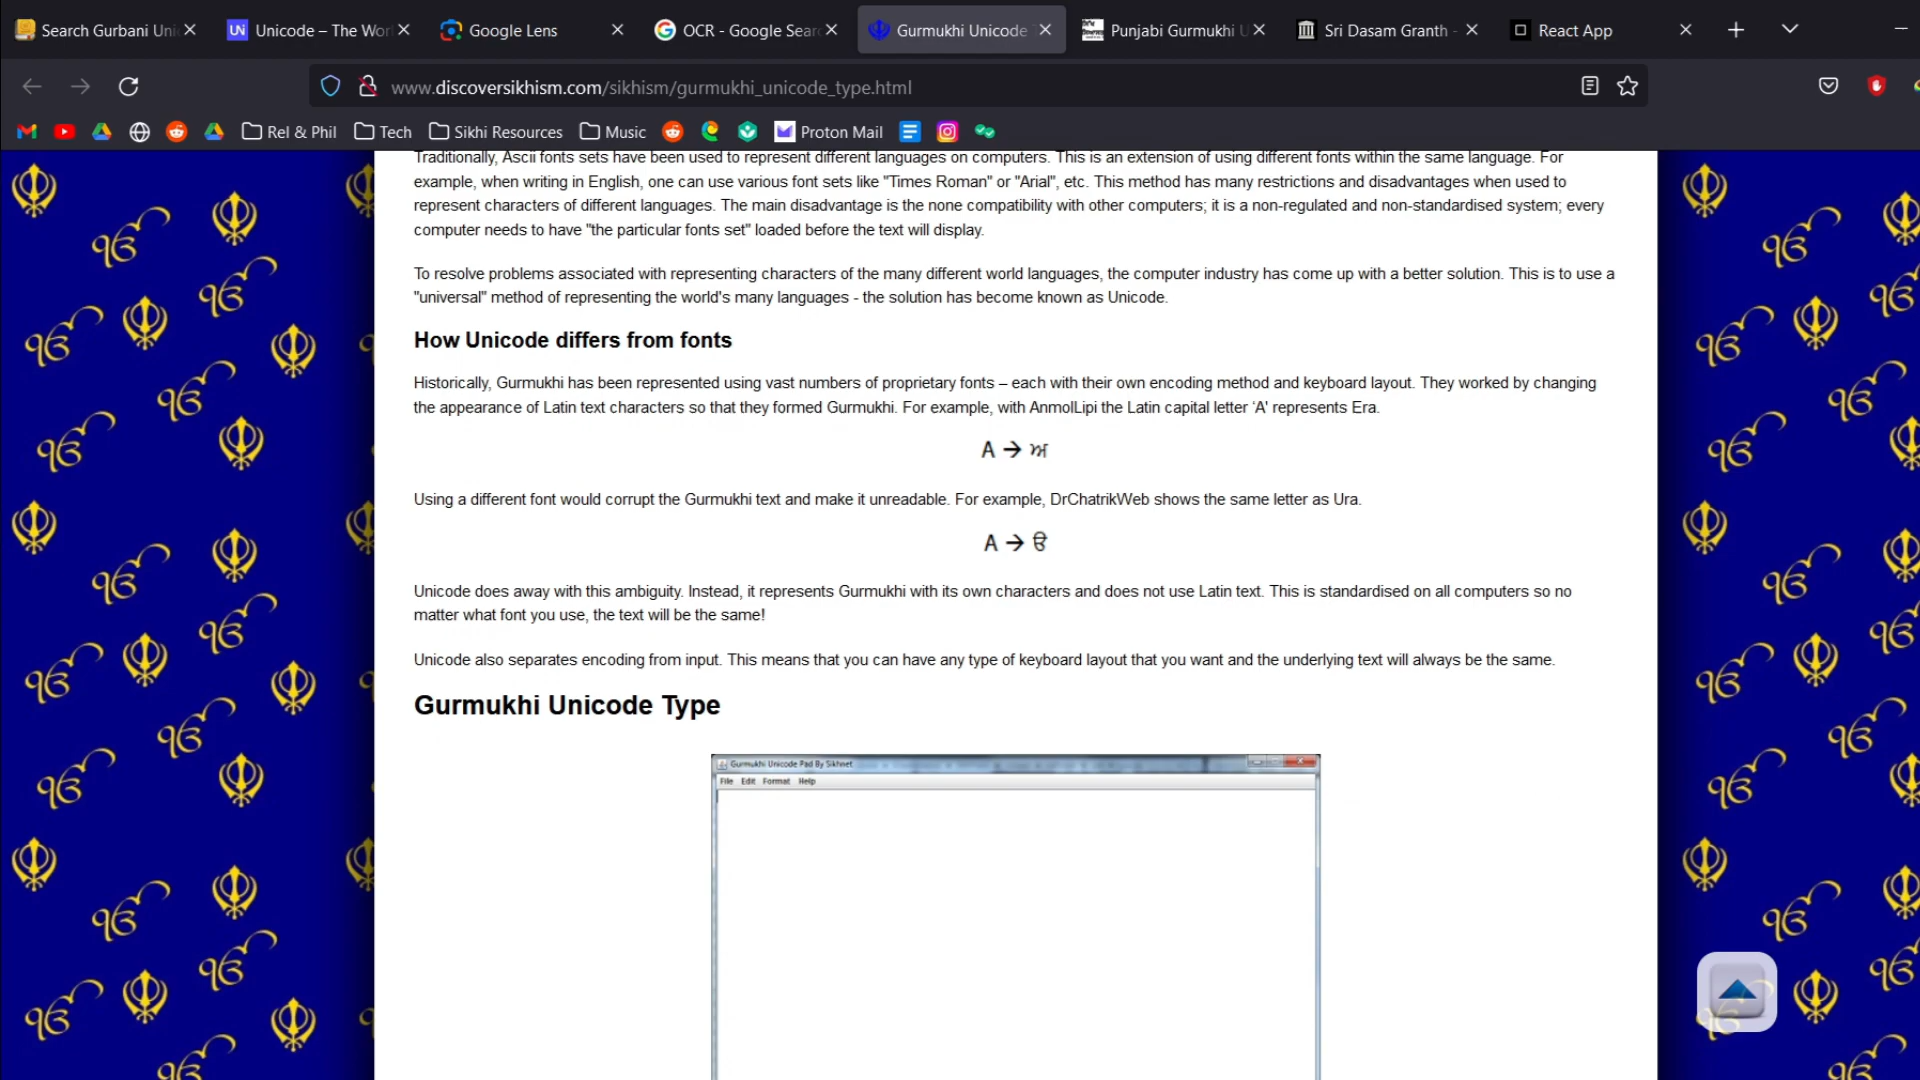 Search Gurbani Uni
Unicode – The Wor
Google Lens
OCR - Google Sear
Gurmukhi Unicode T
Punjabi Gurmukhi U
Sri Dasam Granth -
React App
www.discoversikhism.com/sikhism/gurmukhi_unicode_type.html
Rel & Phil
Tech
Sikhi Resources
Music
Proton Mail
Traditionally, Ascii fonts sets have been used to represent different languages on computers. This is an extension of using different fonts within the same language. For
example, when writing in English, one can use various font sets like "Times Roman" or "Arial", etc. This method has many restrictions and disadvantages when used to
represent characters of different languages. The main disadvantage is the none compatibility with other computers; it is a non-regulated and non-standardised system; every
computer needs to have "the particular fonts set" loaded before the text will display.
To resolve problems associated with representing characters of the many different world languages, the computer industry has come up with a better solution. This is to use a
"universal" method of representing the world's many languages - the solution has become known as Unicode.
How Unicode differs from fonts
Historically, Gurmukhi has been represented using vast numbers of proprietary fonts – each with their own encoding method and keyboard layout. They worked by changing
the appearance of Latin text characters so that they formed Gurmukhi. For example, with AnmolLipi the Latin capital letter ‘A' represents Era.
A → ਅ
Using a different font would corrupt the Gurmukhi text and make it unreadable. For example, DrChatrikWeb shows the same letter as Ura.
A → ੳ
Unicode does away with this ambiguity. Instead, it represents Gurmukhi with its own characters and does not use Latin text. This is standardised on all computers so no
matter what font you use, the text will be the same!
Unicode also separates encoding from input. This means that you can have any type of keyboard layout that you want and the underlying text will always be the same.
Gurmukhi Unicode Type
Gurmukhi Unicode Pad By Sikhnet
File Edit Format Help